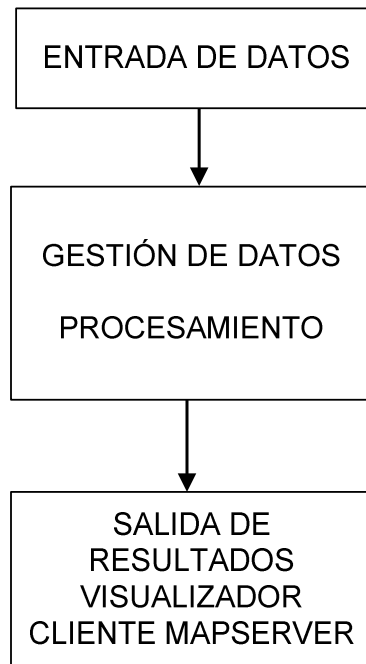 ENTRADA DE DATOS
GESTIÓN DE DATOS
PROCESAMIENTO
SALIDA DE
RESULTADOS
VISUALIZADOR
CLIENTE MAPSERVER